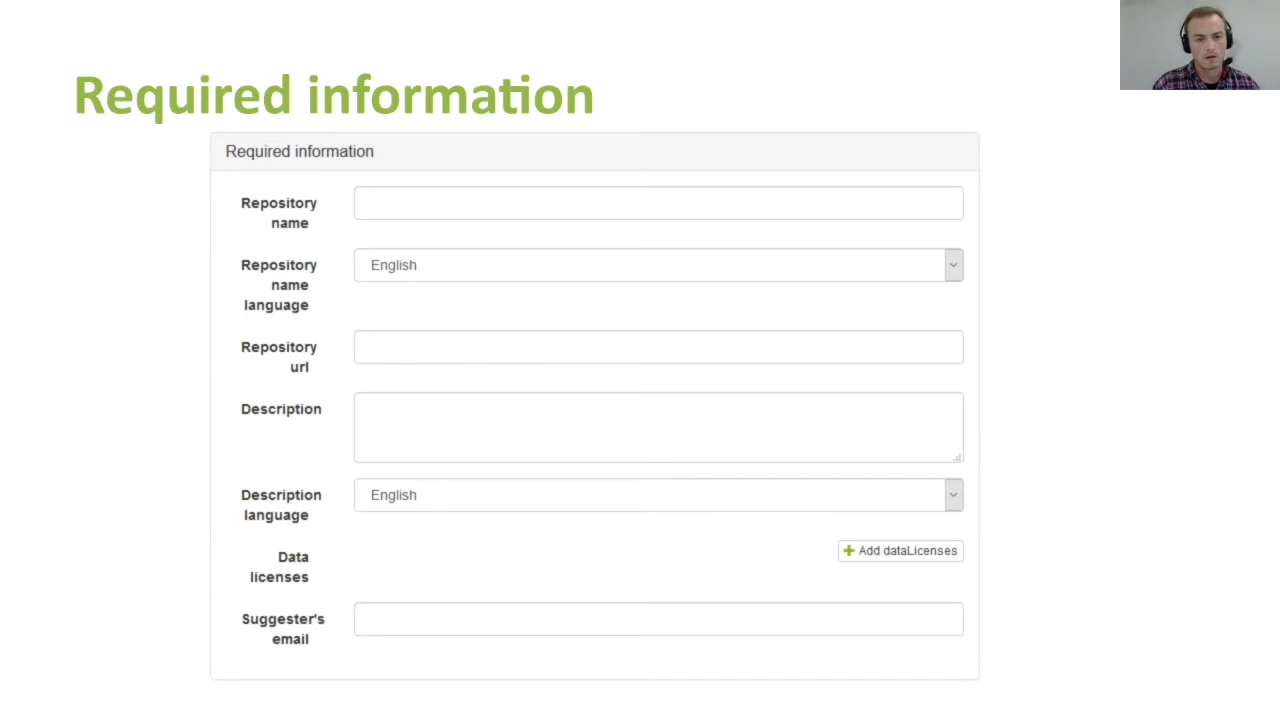 Required information
Required information
Repository
name
Repository
name
language
English
Repository
url
Description
Description
language
English
Data
licenses
Add dataLicenses
Suggester's
email